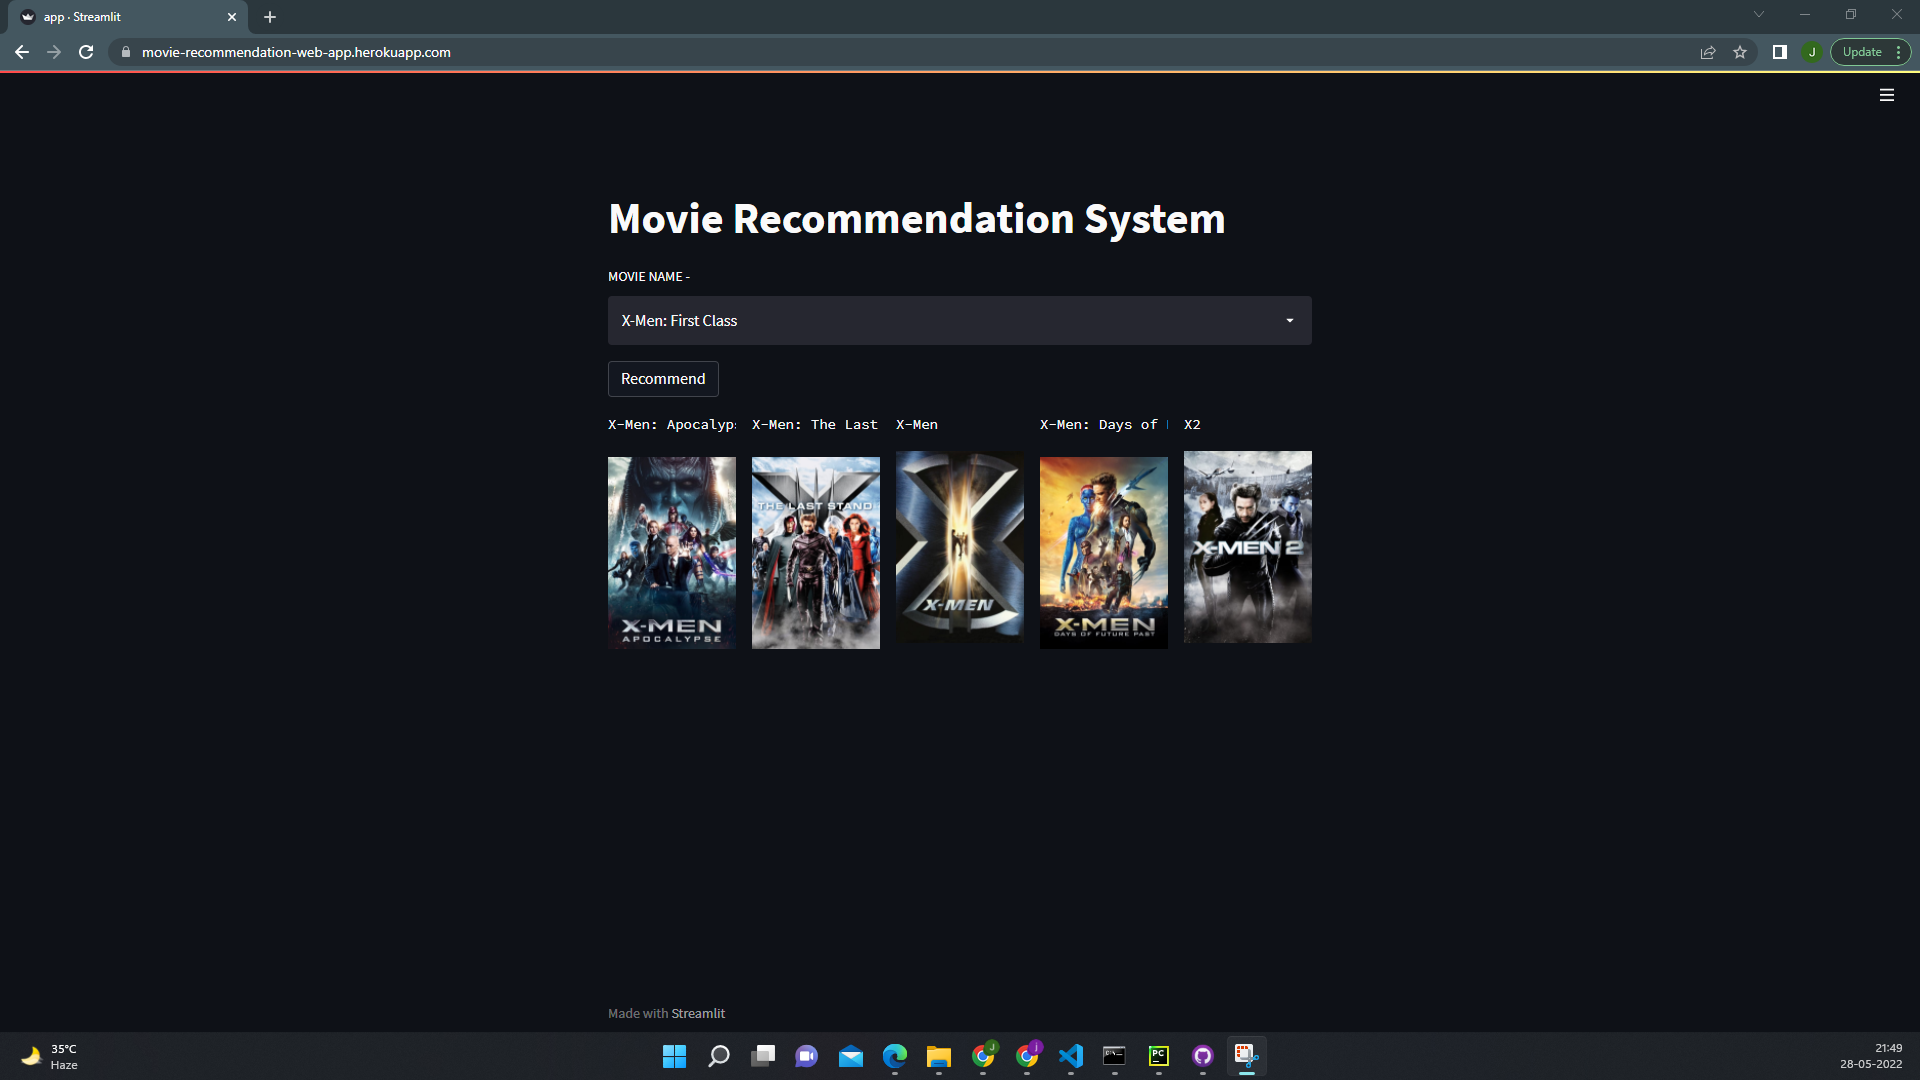 app · Streamlit
movie-recommendation-web-app.herokuapp.com
J
Update
Movie Recommendation System
MOVIE NAME -
X-Men: First Class
Recommend
X-Men: Apocalyp
X-Men: The Last
X-Men
X-Men: Days of
X2
X-MEN
APOCALYPSE
THE LAST STAND
X-MEN
X-MEN
DAYS OF FUTURE PAST
X-MEN 2
Made with Streamlit
35°C
Haze
J
j
PC
21:49
28-05-2022